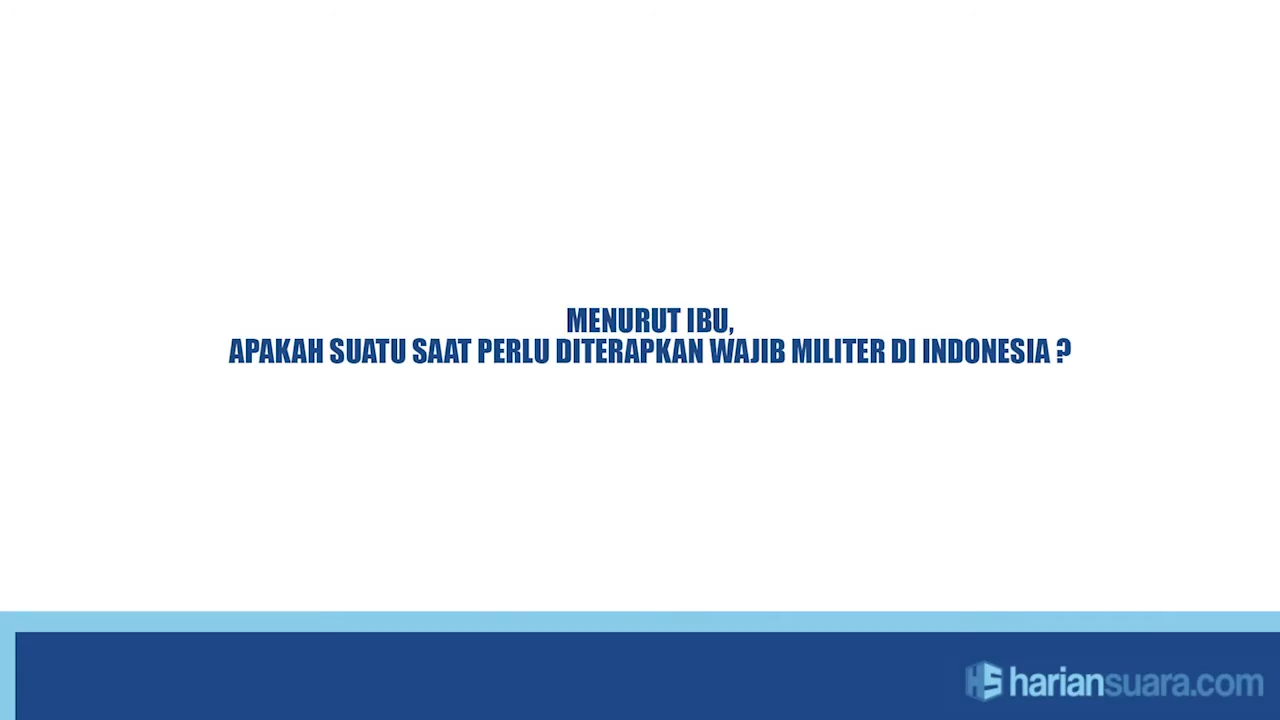 MENURUT IBU,
APAKAH SUATU SAAT PERLU DITERAPKAN WAJIB MILITER DI INDONESIA ?
HS hariansuara.com